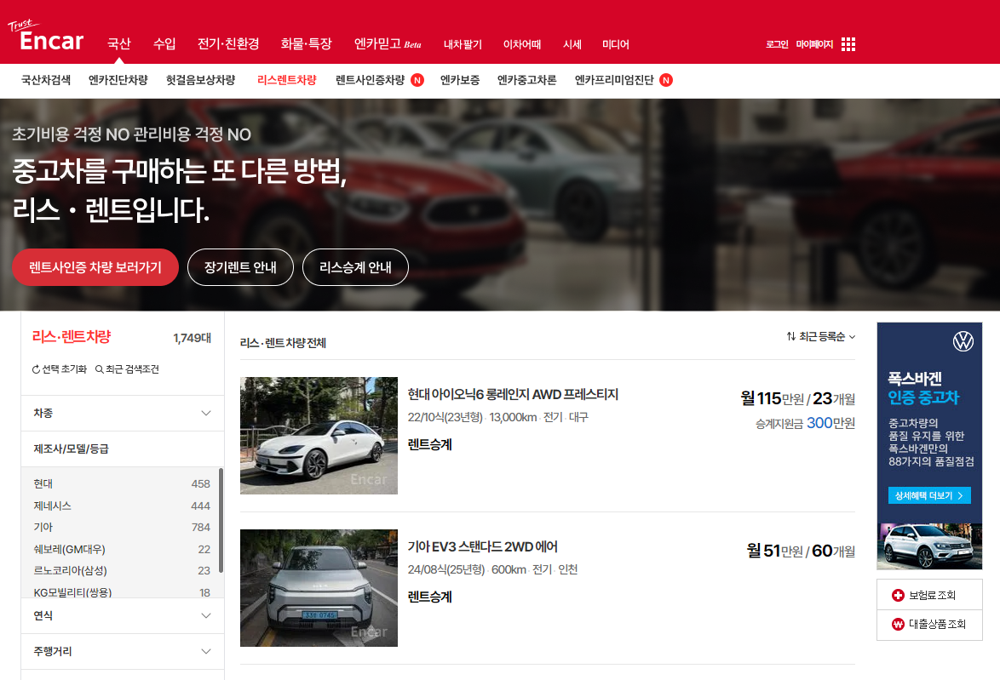 Trust
Encar
국산 수입 전기·친환경 화물·특장 엔카믿고 Beta 내차팔기 이차어때 시세 미디어
로그인 마이페이지
국산차검색 엔카진단차량 헛걸음보상차량 리스렌트차량 렌트사인증차량 N 엔카보증 엔카중고차론 엔카프리미엄진단 N
초기비용 걱정 NO 관리비용 걱정 NO
중고차를 구매하는 또 다른 방법,
리스・렌트입니다.
렌트사인증 차량 보러가기 장기렌트 안내 리스승계 안내
리스·렌트차량 1,749대
선택 초기화 최근 검색조건
차종
제조사/모델/등급
현대 458
제네시스 444
기아 784
쉐보레(GM대우) 22
르노코리아(삼성) 23
KG모빌리티(쌍용) 18
연식
주행거리
리스·렌트 차량 전체 최근 등록순
현대 아이오닉6 롱레인지 AWD 프레스티지 월 115만원 / 23개월
22/10식(23년형)· 13,000km· 전기· 대구 승계지원금 300만원
렌트승계
Encar
기아 EV3 스탠다드 2WD 에어 월 51만원 / 60개월
24/08식(25년형)· 600km· 전기· 인천
렌트승계
33하 0745
Encar
폭스바겐
인증 중고차
중고차량의
품질 유지를 위한
폭스바겐만의
88가지의 품질점검
상세혜택 더보기 >
보험료조회
대출상품조회